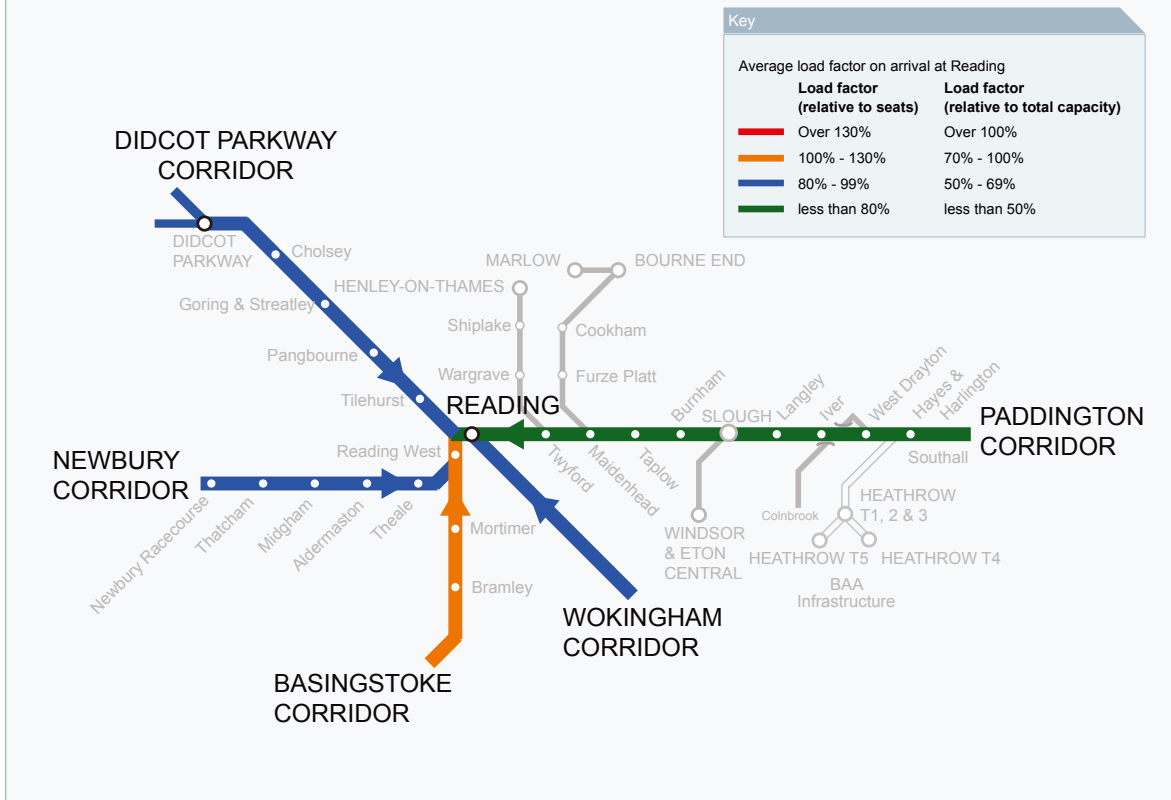 Key
Average load factor on arrival at Reading
Load factor
(relative to seats)
Load factor
(relative to total capacity)
Over 130%
Over 100%
100% - 130%
70% - 100%
80% - 99%
50% - 69%
less than 80%
less than 50%
DIDCOT PARKWAY
CORRIDOR
DIDCOT
PARKWAY
Cholsey
Goring & Streatley
Pangbourne
Tilehurst
MARLOW
BOURNE END
HENLEY-ON-THAMES
Shiplake
Cookham
Wargrave
Furze Platt
READING
Burnham
SLOUGH
Langley
Iver
West Drayton
Hayes &
Harlington
PADDINGTON
CORRIDOR
Southall
Twyford
Maidenhead
Taplow
Reading West
NEWBURY
CORRIDOR
Newbury Racecourse
Thatcham
Midgham
Aldermaston
Theale
Mortimer
Bramley
WINDSOR
& ETON
CENTRAL
Colnbrook
HEATHROW
T1, 2 & 3
HEATHROW T5
HEATHROW T4
BAA
Infrastructure
WOKINGHAM
CORRIDOR
BASINGSTOKE
CORRIDOR